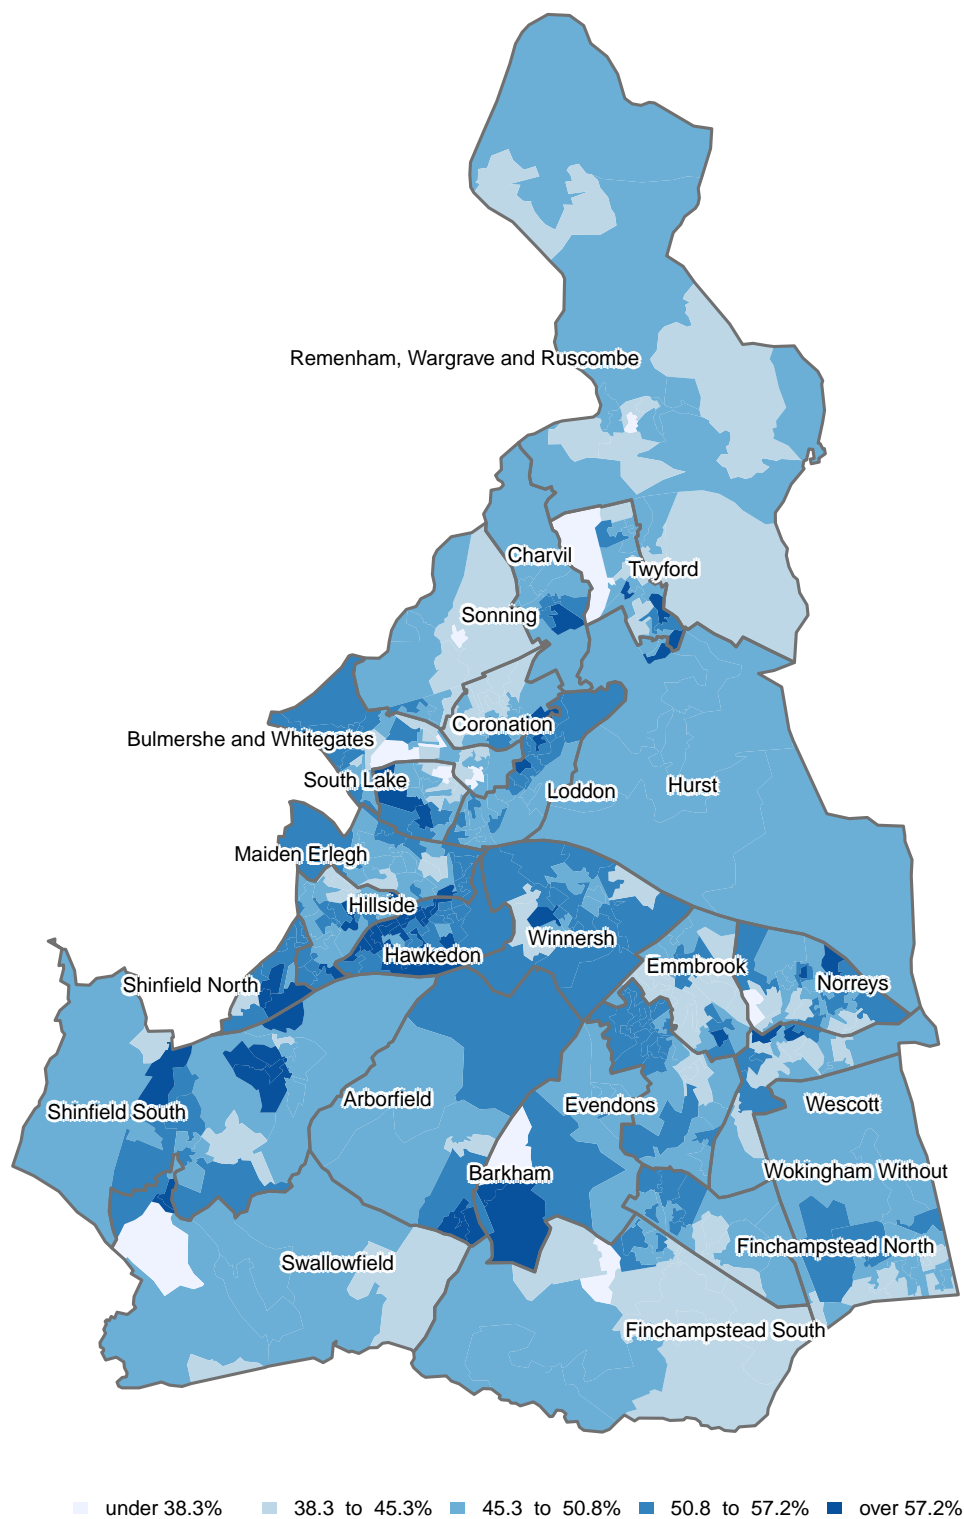 Remenham, Wargrave and Ruscombe
Charvil
Twyford
Sonning
Coronation
Bulmershe and Whitegates
South Lake
Loddon
Hurst
Maiden Erlegh
Hillside
Winnersh
Hawkedon
Emmbrook
Shinfield North
Norreys
Arborfield
Evendons
Wescott
Shinfield South
Barkham
Wokingham Without
Swallowfield
Finchampstead North
Finchampstead South
under 38.3% 38.3 to 45.3% 45.3 to 50.8% 50.8 to 57.2% over 57.2%